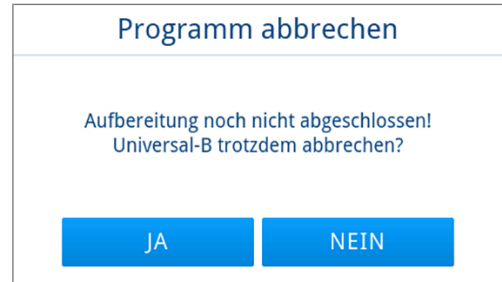 Programm abbrechen
Aufbereitung noch nicht abgeschlossen!
Universal-B trotzdem abbrechen?
JA
NEIN